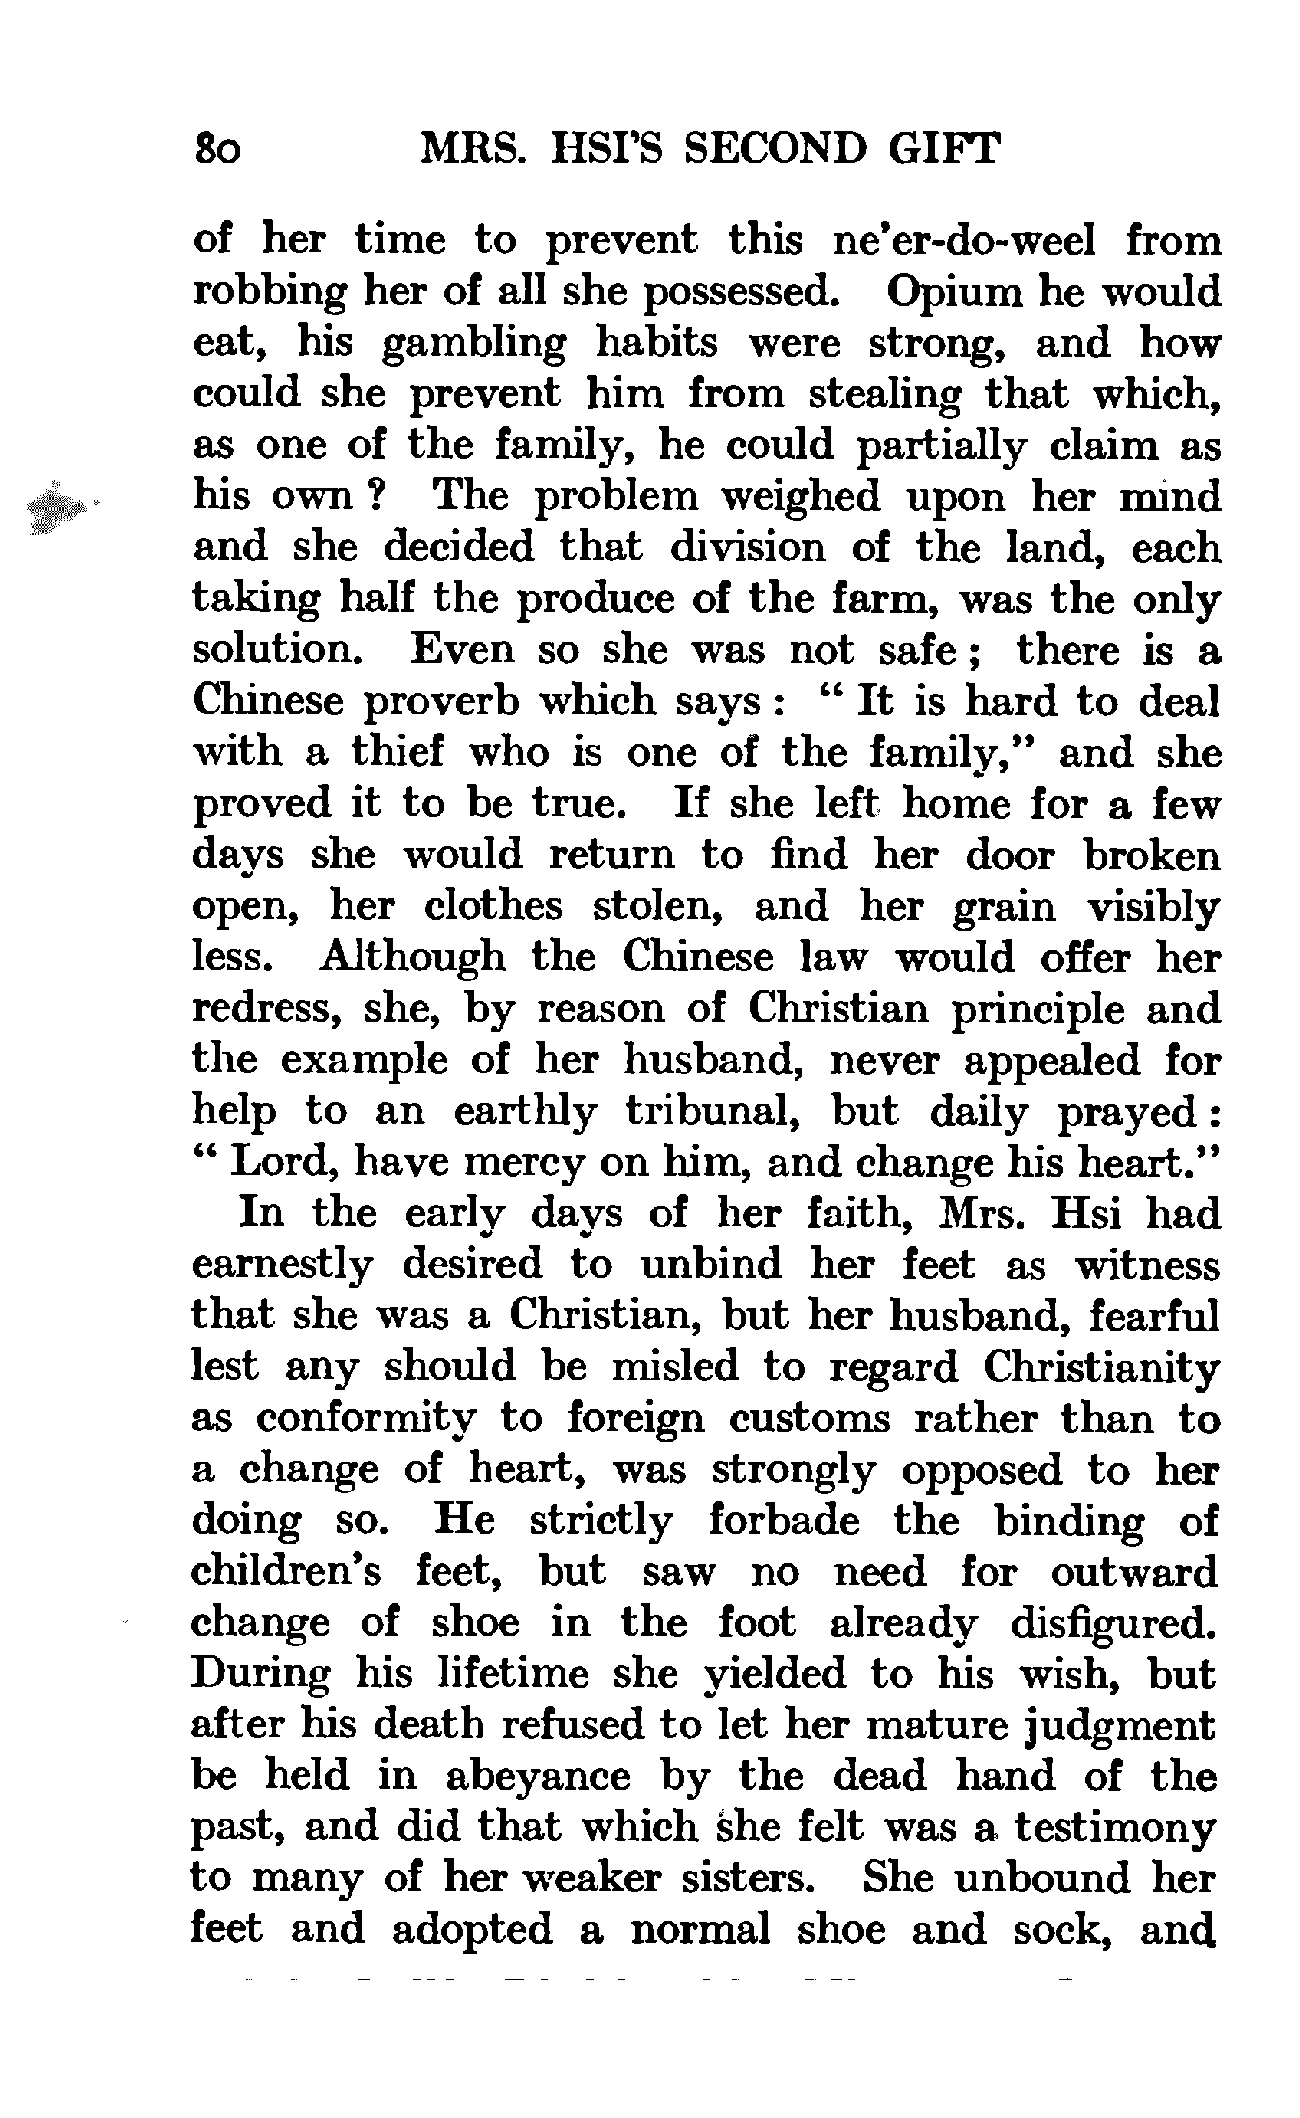 80 MRS. HSI'S SECOND GIFT
of her time to prevent this ne'er-do-weel from
robbing her of all she possessed. Opium he would
eat, his gambling habits were strong, and how
could she prevent him from stealing that which,
as one of the family, he could partially claim as
his own ? The problem weighed upon her mind
and she decided that division of the land, each
taking half the produce of the farm, was the only
solution. Even so she was not safe ; there is a
Chinese proverb which says : “ It is hard to deal
with a thief who is one of the family,” and she
proved it to be true. If she left home for a few
days she would return to find her door broken
open, her clothes stolen, and her grain visibly
less. Although the Chinese law would offer her
redress, she, by reason of Christian principle and
the example of her husband, never appealed for
help to an earthly tribunal, but daily prayed :
“ Lord, have mercy on him, and change his heart.”
In the early days of her faith, Mrs. Hsi had
earnestly desired to unbind her feet as witness
that she was a Christian, but her husband, fearful
lest any should be misled to regard Christianity
as conformity to foreign customs rather than to
a change of heart, was strongly opposed to her
doing so. He strictly forbade the binding of
children's feet, but saw no need for outward
change of shoe in the foot already disfigured.
During his lifetime she yielded to his wish, but
after his death refused to let her mature judgment
be held in abeyance by the dead hand of the
past, and did that which she felt was a testimony
to many of her weaker sisters. She unbound her
feet and adopted a normal shoe and sock, and